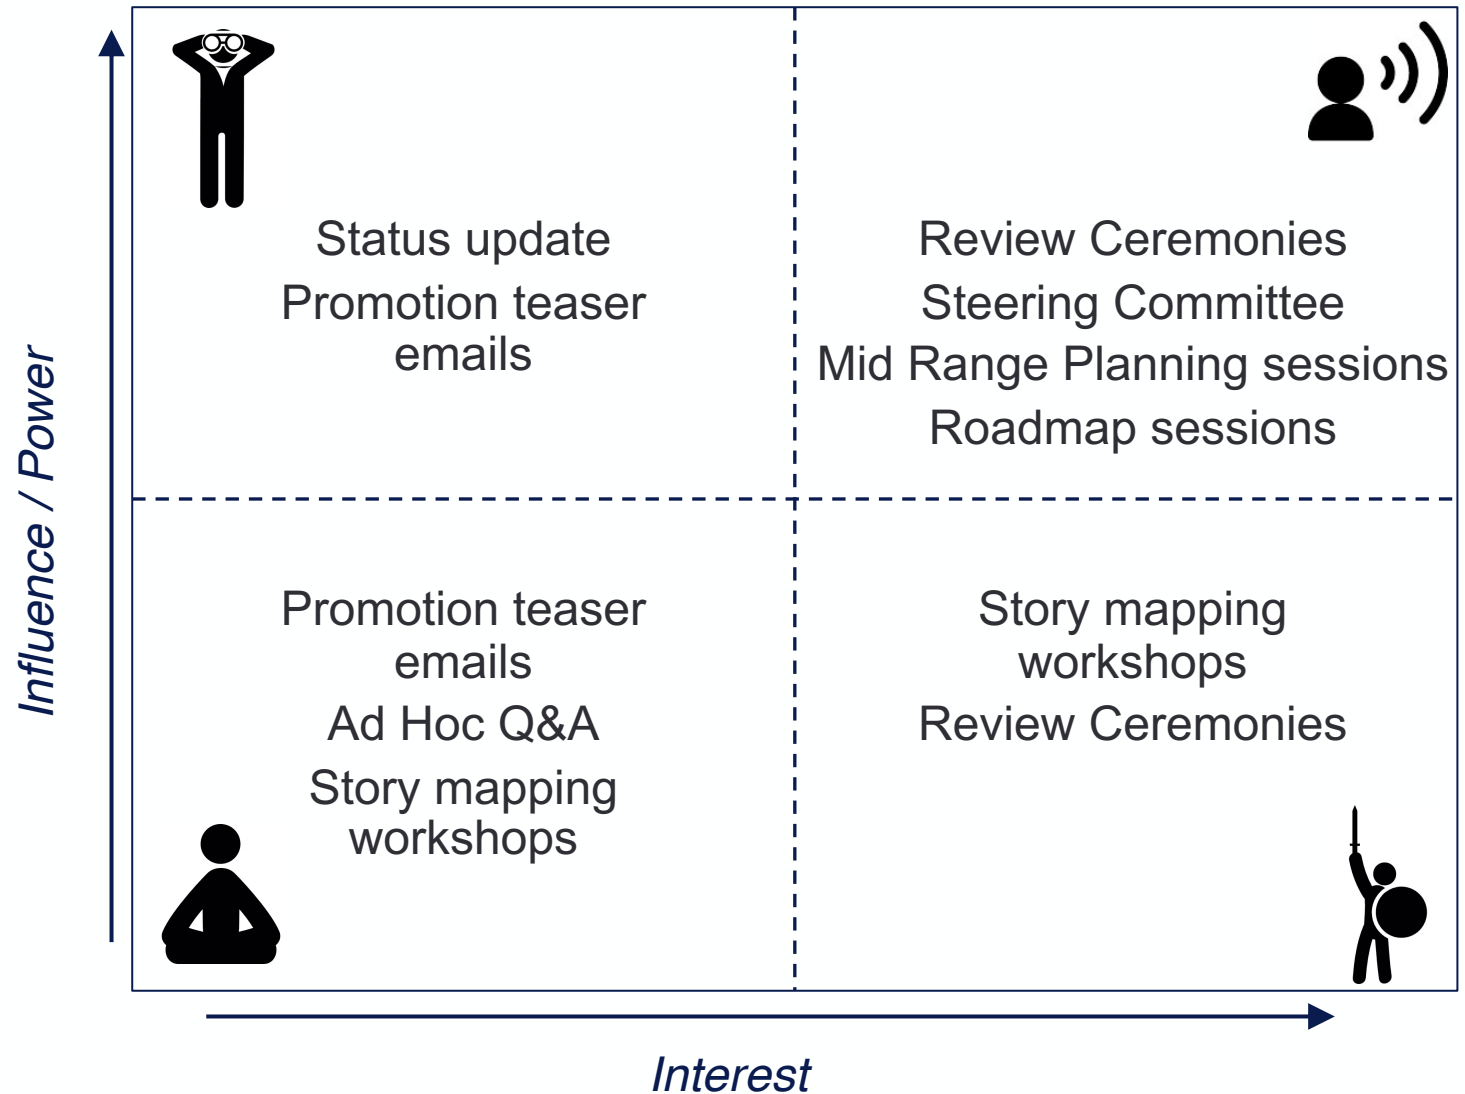 Influence / Power
Status update
Promotion teaser
emails
Review Ceremonies
Steering Committee
Mid Range Planning sessions
Roadmap sessions
Promotion teaser
emails
Ad Hoc Q&A
Story mapping
workshops
Story mapping
workshops
Review Ceremonies
Interest